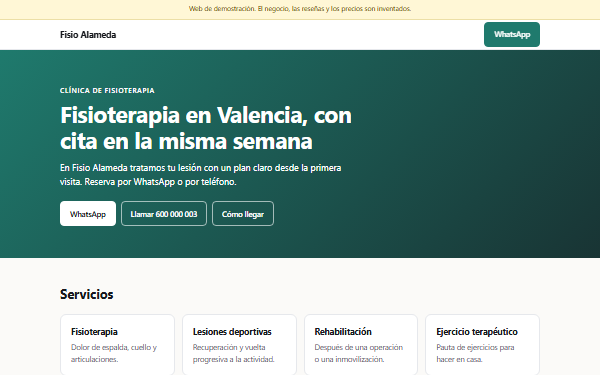 Web de demostración. El negocio, las reseñas y los precios son inventados.
Fisio Alameda
WhatsApp
CLÍNICA DE FISIOTERAPIA
Fisioterapia en Valencia, con
cita en la misma semana
En Fisio Alameda tratamos tu lesión con un plan claro desde la primera
visita. Reserva por WhatsApp o por teléfono.
WhatsApp
Llamar 600 000 003
Cómo llegar
Servicios
Fisioterapia
Dolor de espalda, cuello y
articulaciones.
Lesiones deportivas
Recuperación y vuelta
progresiva a la actividad.
Rehabilitación
Después de una operación
o una inmovilización.
Ejercicio terapéutico
Pauta de ejercicios para
hacer en casa.